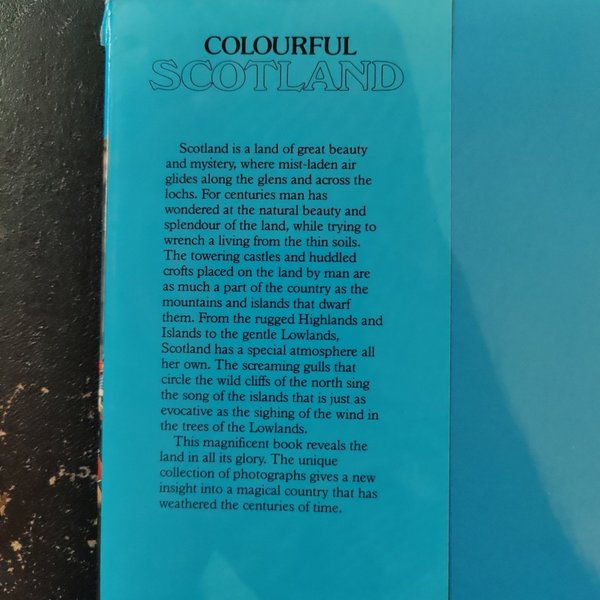 COLOURFUL
SCOTLAND
Scotland is a land of great beauty
and mystery, where mist-laden air
glides along the glens and across the
lochs. For centuries man has
wondered at the natural beauty and
splendour of the land, while trying to
wrench a living from the thin soils.
The towering castles and huddled
crofts placed on the land by man are
as much a part of the country as the
mountains and islands that dwarf
them. From the rugged Highlands and
Islands to the gentle Lowlands,
Scotland has a special atmosphere all
her own. The screaming gulls that
circle the wild cliffs of the north sing
the song of the islands that is just as
evocative as the sighing of the wind in
the trees of the Lowlands.
This magnificent book reveals the
land in all its glory. The unique
collection of photographs gives a new
insight into a magical country that has
weathered the centuries of time.